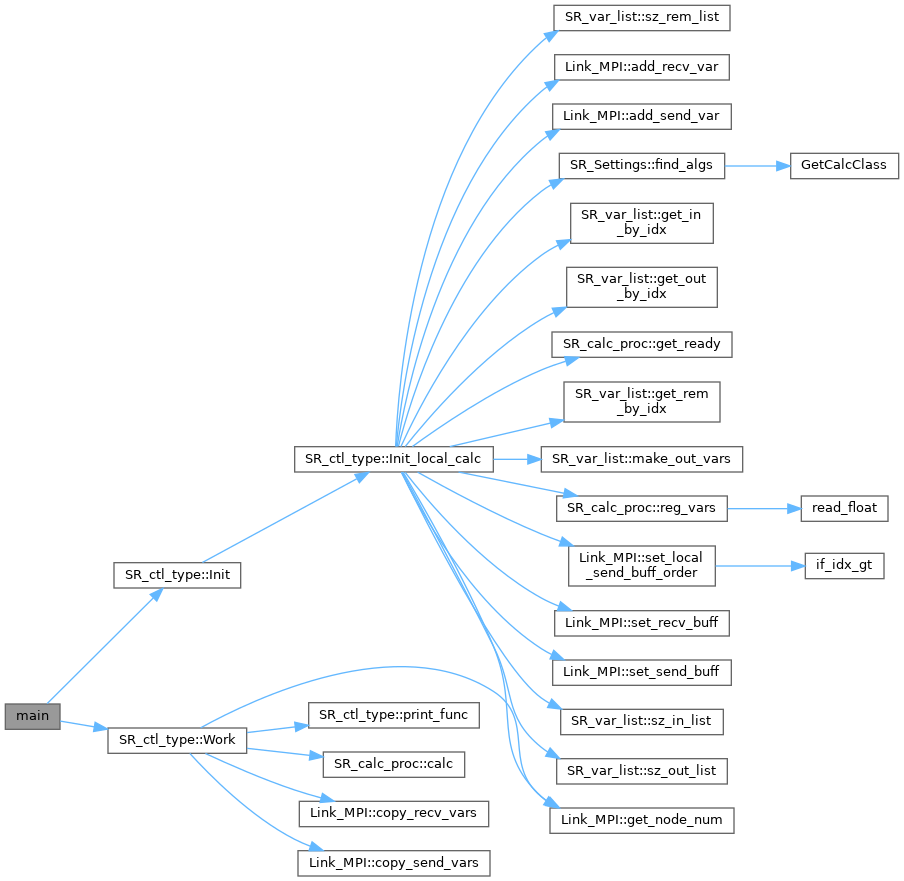 SR_var_list::sz_rem_list
Link_MPI::add_recv_var
Link_MPI::add_send_var
SR_Settings::find_algs
GetCalcClass
SR_var_list::get_in
_by_idx
SR_var_list::get_out
_by_idx
SR_calc_proc::get_ready
SR_var_list::get_rem
_by_idx
SR_ctl_type::Init_local_calc
SR_var_list::make_out_vars
SR_calc_proc::reg_vars
read_float
Link_MPI::set_local
_send_buff_order
if_idx_gt
SR_ctl_type::Init
Link_MPI::set_recv_buff
Link_MPI::set_send_buff
main
SR_ctl_type::print_func
SR_var_list::sz_in_list
SR_ctl_type::Work
SR_calc_proc::calc
SR_var_list::sz_out_list
Link_MPI::copy_recv_vars
Link_MPI::get_node_num
Link_MPI::copy_send_vars